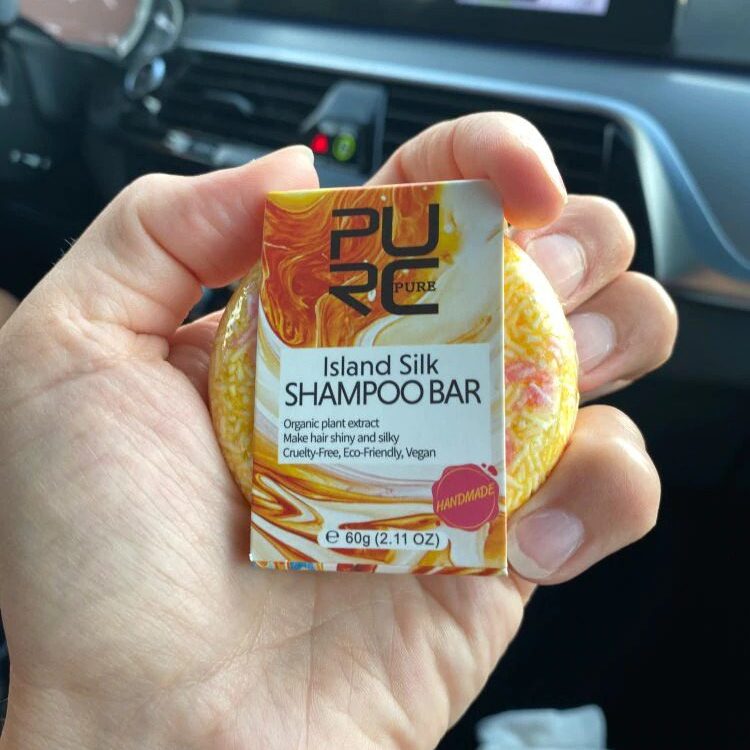 PURC
PURE
Island Silk
SHAMPOO BAR
Organic plant extract
Make hair shiny and silky
Cruelty-Free, Eco-Friendly, Vegan
HANDMADE
e 60g (2.11 OZ)